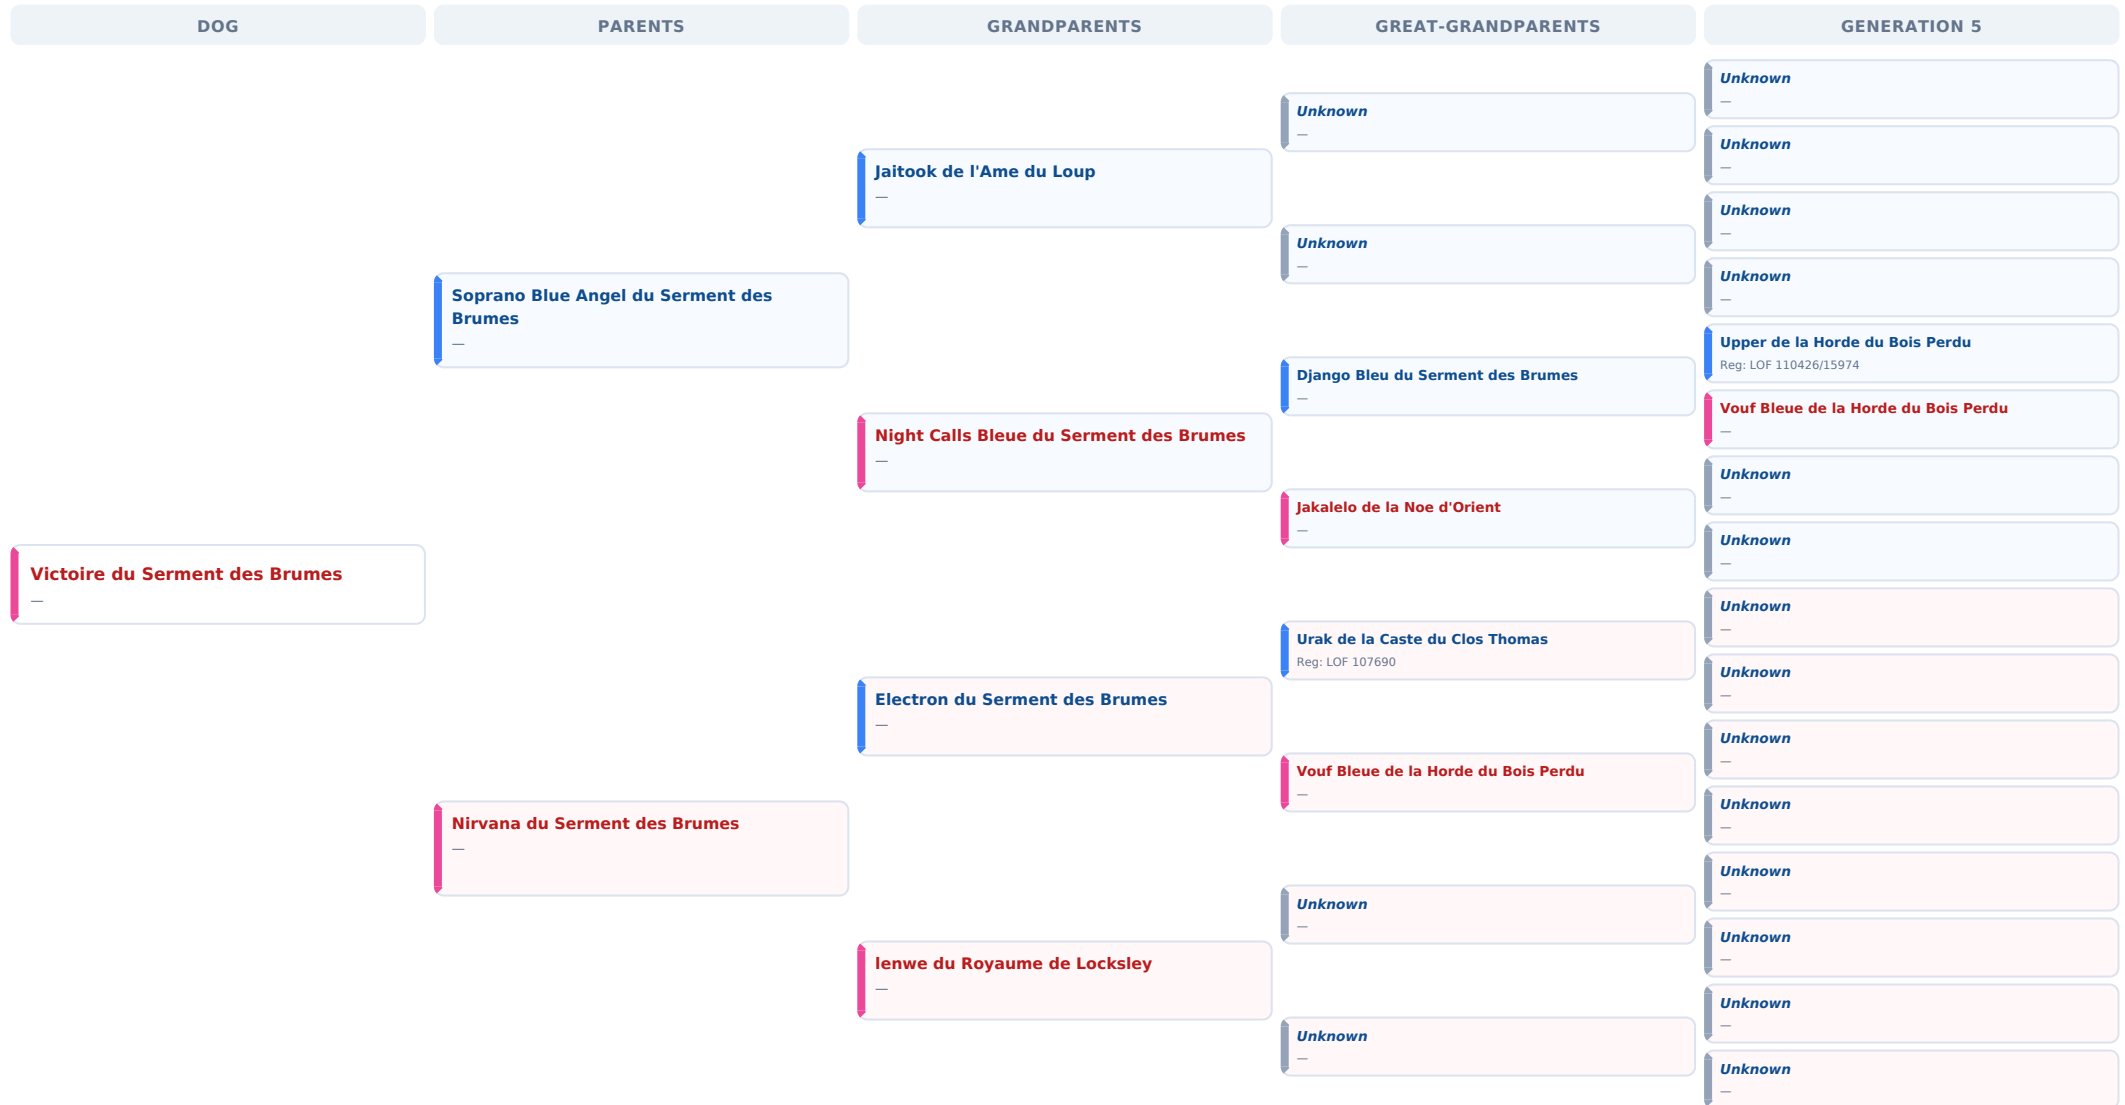 DOG
PARENTS
GRANDPARENTS
GREAT-GRANDPARENTS
GENERATION 5
Victoire du Serment des Brumes
—
Soprano Blue Angel du Serment des
Brumes
—
Nirvana du Serment des Brumes
—
Jaitook de l'Ame du Loup
—
Night Calls Bleue du Serment des Brumes
—
Electron du Serment des Brumes
—
lenwe du Royaume de Locksley
—
Unknown
—
Unknown
—
Django Bleu du Serment des Brumes
—
Jakalelo de la Noe d'Orient
—
Urak de la Caste du Clos Thomas
Reg: LOF 107690
Vouf Bleue de la Horde du Bois Perdu
—
Unknown
—
Unknown
—
Unknown
—
Unknown
—
Unknown
—
Unknown
—
Upper de la Horde du Bois Perdu
Reg: LOF 110426/15974
Vouf Bleue de la Horde du Bois Perdu
—
Unknown
—
Unknown
—
Unknown
—
Unknown
—
Unknown
—
Unknown
—
Unknown
—
Unknown
—
Unknown
—
Unknown
—